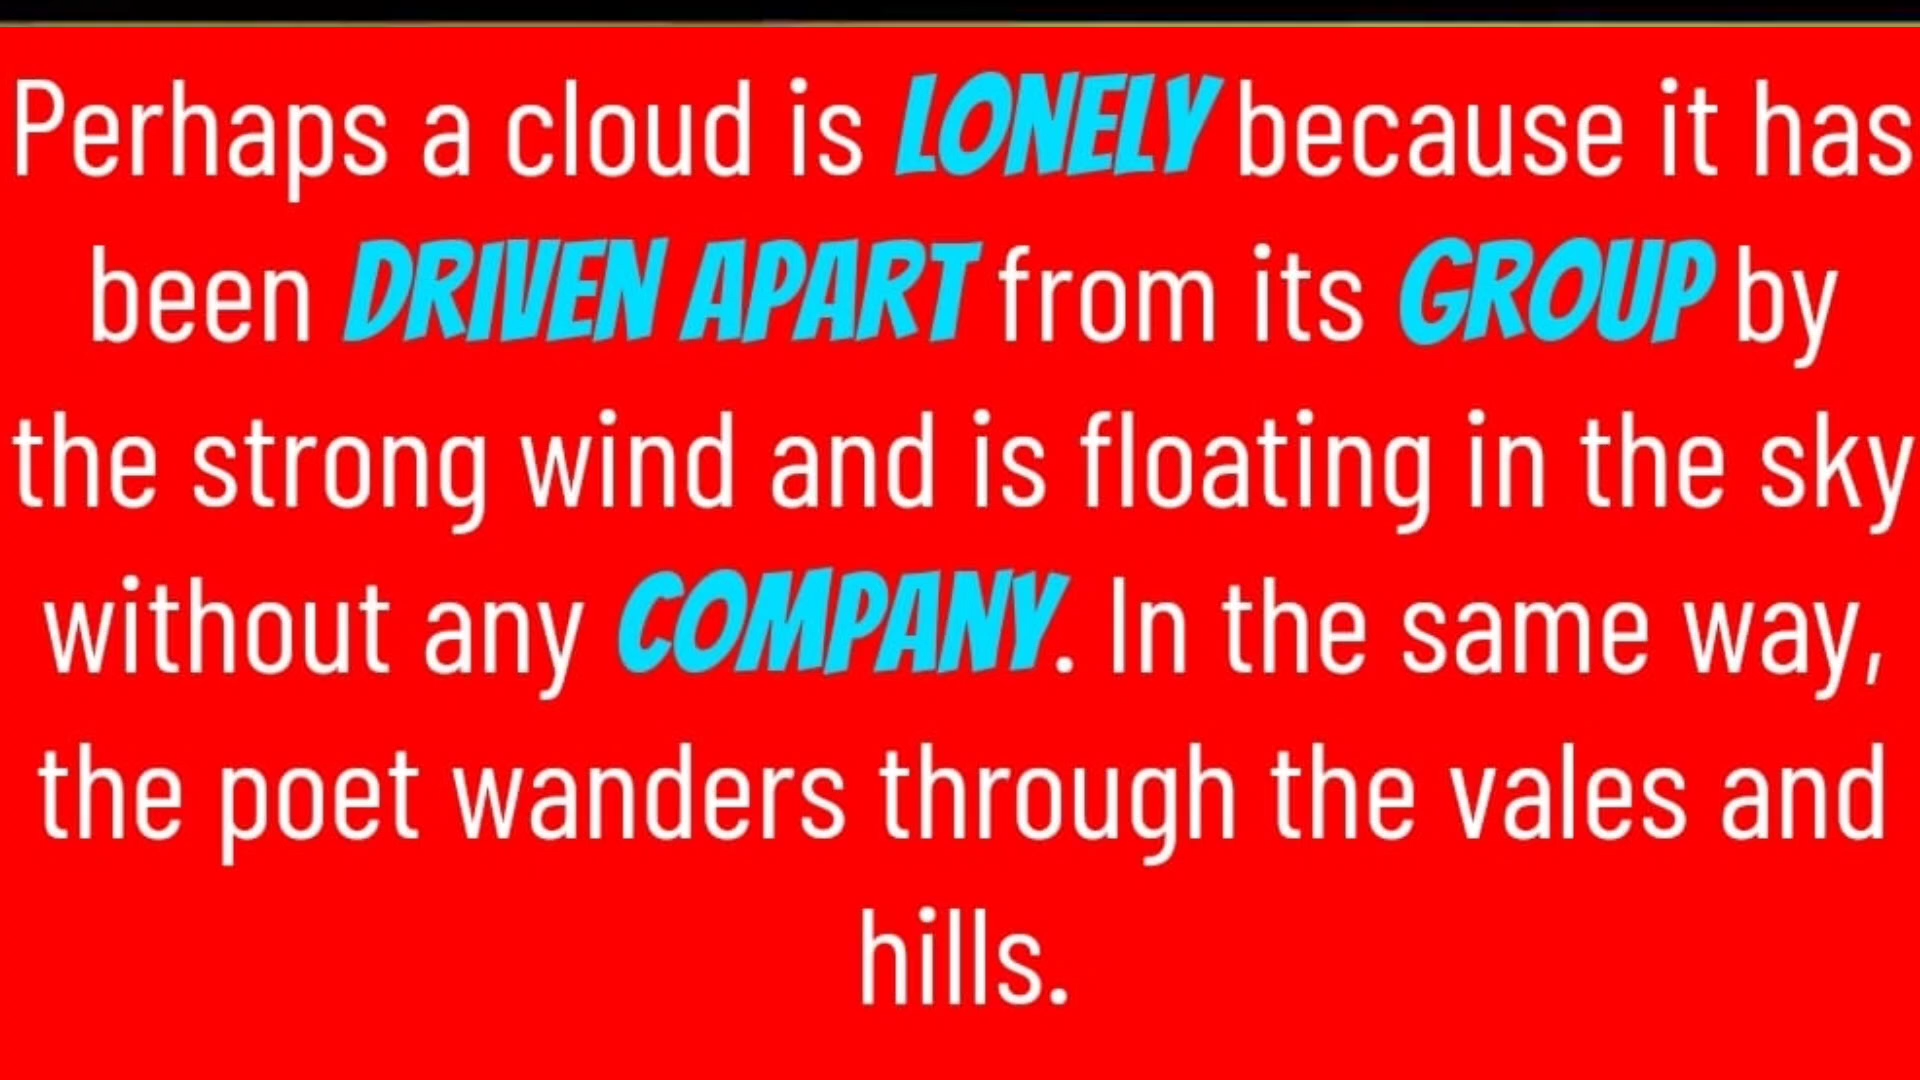 Perhaps a cloud is LONELY because it has
been DRIVEN APART from its GROUP by
the strong wind and is floating in the sky
without any COMPANY. In the same way,
the poet wanders through the vales and
hills.